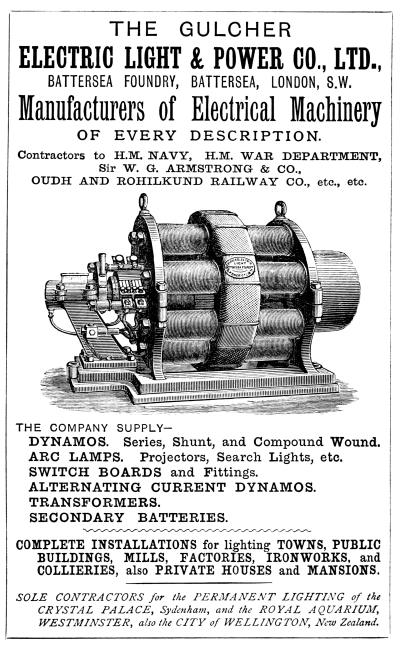 THE GULCHER
ELECTRIC LIGHT & POWER CO., LTD.,
BATTERSEA FOUNDRY, BATTERSEA, LONDON, S.W.
Manufacturers of Electrical Machinery
OF EVERY DESCRIPTION.
Contractors to H.M. NAVY, H.M. WAR DEPARTMENT,
Sir W. G. ARMSTRONG & CO.,
OUDH AND ROHILKUND RAILWAY CO., etc., etc.
THE COMPANY SUPPLY—
DYNAMOS. Series, Shunt, and Compound Wound.
ARC LAMPS. Projectors, Search Lights, etc.
SWITCH BOARDS and Fittings.
ALTERNATING CURRENT DYNAMOS.
TRANSFORMERS.
SECONDARY BATTERIES.
COMPLETE INSTALLATIONS for lighting TOWNS, PUBLIC
BUILDINGS, MILLS, FACTORIES, IRONWORKS, and
COLLIERIES, also PRIVATE HOUSES and MANSIONS.
SOLE CONTRACTORS for the PERMANENT LIGHTING of the
CRYSTAL PALACE, Sydenham, and the ROYAL AQUARIUM,
WESTMINSTER, also the CITY of WELLINGTON, New Zealand.